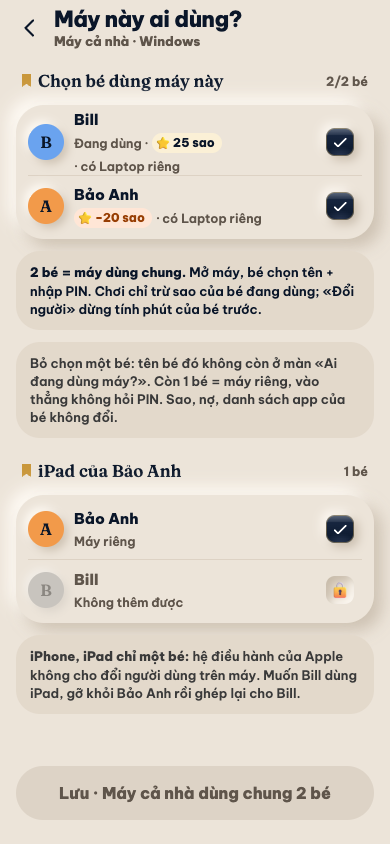 Máy này ai dùng?
Máy cả nhà · Windows
Chọn bé dùng máy này
2/2 bé
B
Bill
Đang dùng · ⭐ 25 sao
· có Laptop riêng
A
Bảo Anh
⭐ −20 sao · có Laptop riêng
2 bé = máy dùng chung. Mở máy, bé chọn tên +
nhập PIN. Chơi chỉ trừ sao của bé đang dùng; «Đổi
người» dừng tính phút của bé trước.
Bỏ chọn một bé: tên bé đó không còn ở màn «Ai
đang dùng máy?». Còn 1 bé = máy riêng, vào
thẳng không hỏi PIN. Sao, nợ, danh sách app của
bé không đổi.
iPad của Bảo Anh
1 bé
A
Bảo Anh
Máy riêng
B
Bill
Không thêm được
iPhone, iPad chỉ một bé: hệ điều hành của Apple
không cho đổi người dùng trên máy. Muốn Bill dùng
iPad, gỡ khỏi Bảo Anh rồi ghép lại cho Bill.
Lưu · Máy cả nhà dùng chung 2 bé